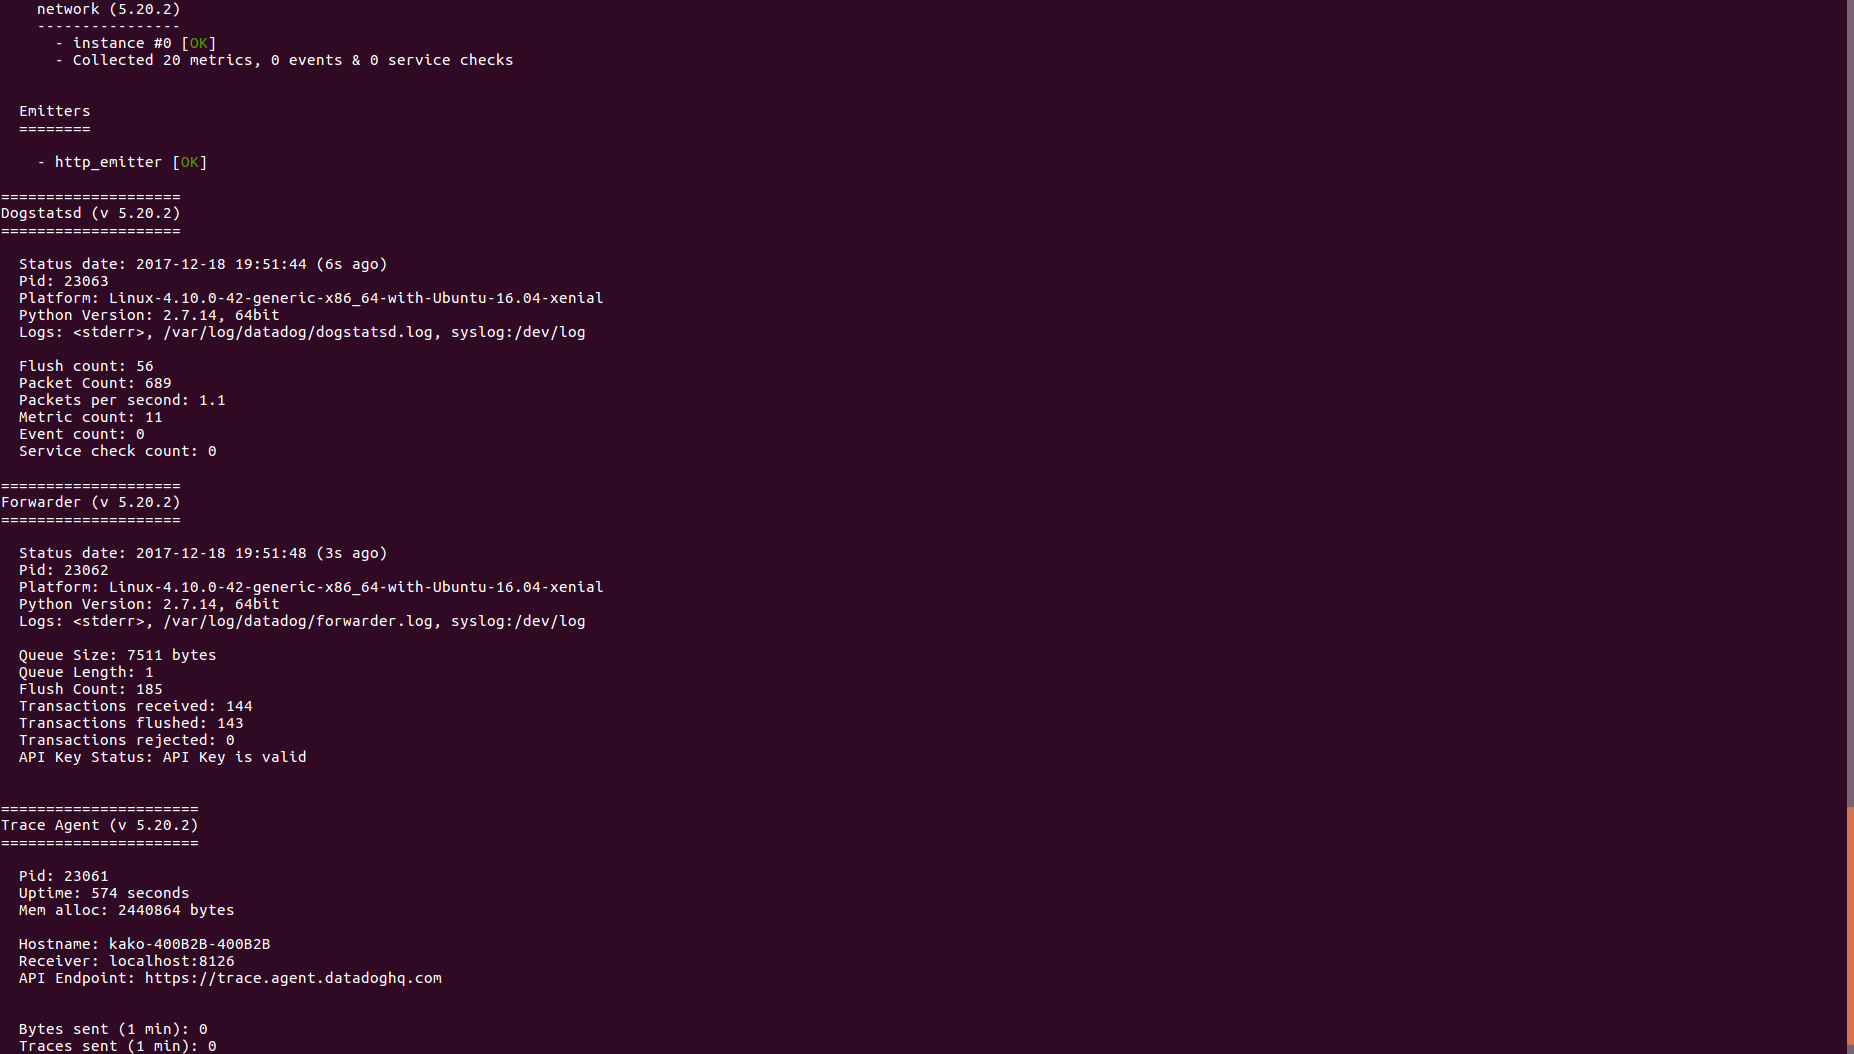 network (5.20.2)
----------------
- instance #0 [OK]
- Collected 20 metrics, 0 events & 0 service checks
Emitters
========
- http_emitter [OK]
====================
Dogstatsd (v 5.20.2)
====================
Status date: 2017-12-18 19:51:44 (6s ago)
Pid: 23063
Platform: Linux-4.10.0-42-generic-x86_64-with-Ubuntu-16.04-xenial
Python Version: 2.7.14, 64bit
Logs: <stderr>, /var/log/datadog/dogstatsd.log, syslog:/dev/log
Flush count: 56
Packet Count: 689
Packets per second: 1.1
Metric count: 11
Event count: 0
Service check count: 0
====================
Forwarder (v 5.20.2)
====================
Status date: 2017-12-18 19:51:48 (3s ago)
Pid: 23062
Platform: Linux-4.10.0-42-generic-x86_64-with-Ubuntu-16.04-xenial
Python Version: 2.7.14, 64bit
Logs: <stderr>, /var/log/datadog/forwarder.log, syslog:/dev/log
Queue Size: 7511 bytes
Queue Length: 1
Flush Count: 185
Transactions received: 144
Transactions flushed: 143
Transactions rejected: 0
API Key Status: API Key is valid
======================
Trace Agent (v 5.20.2)
======================
Pid: 23061
Uptime: 574 seconds
Mem alloc: 2440864 bytes
Hostname: kako-400B2B-400B2B
Receiver: localhost:8126
API Endpoint: https://trace.agent.datadoghq.com
Bytes sent (1 min): 0
Traces sent (1 min): 0